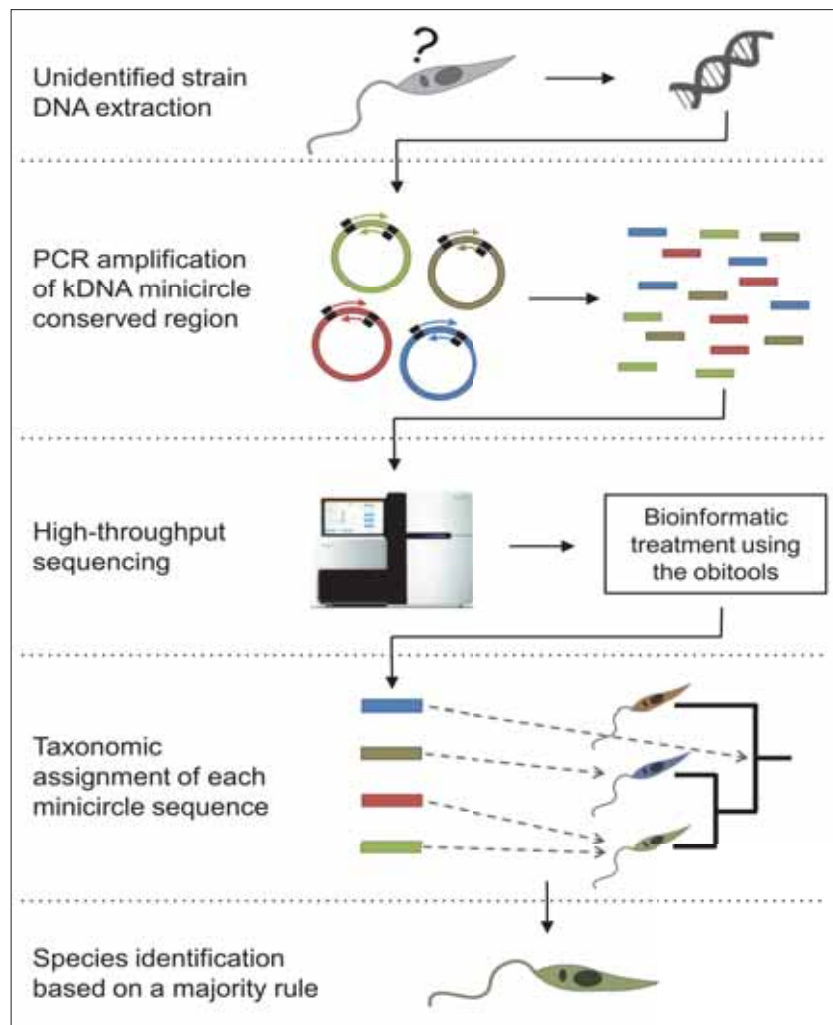 ?
Unidentified strain
DNA extraction
PCR amplification
of kDNA minicircle
conserved region
High-throughput
sequencing
Bioinformatic
treatment using
the obitools
Taxonomic
assignment of each
minicircle sequence
Species identification
based on a majority rule